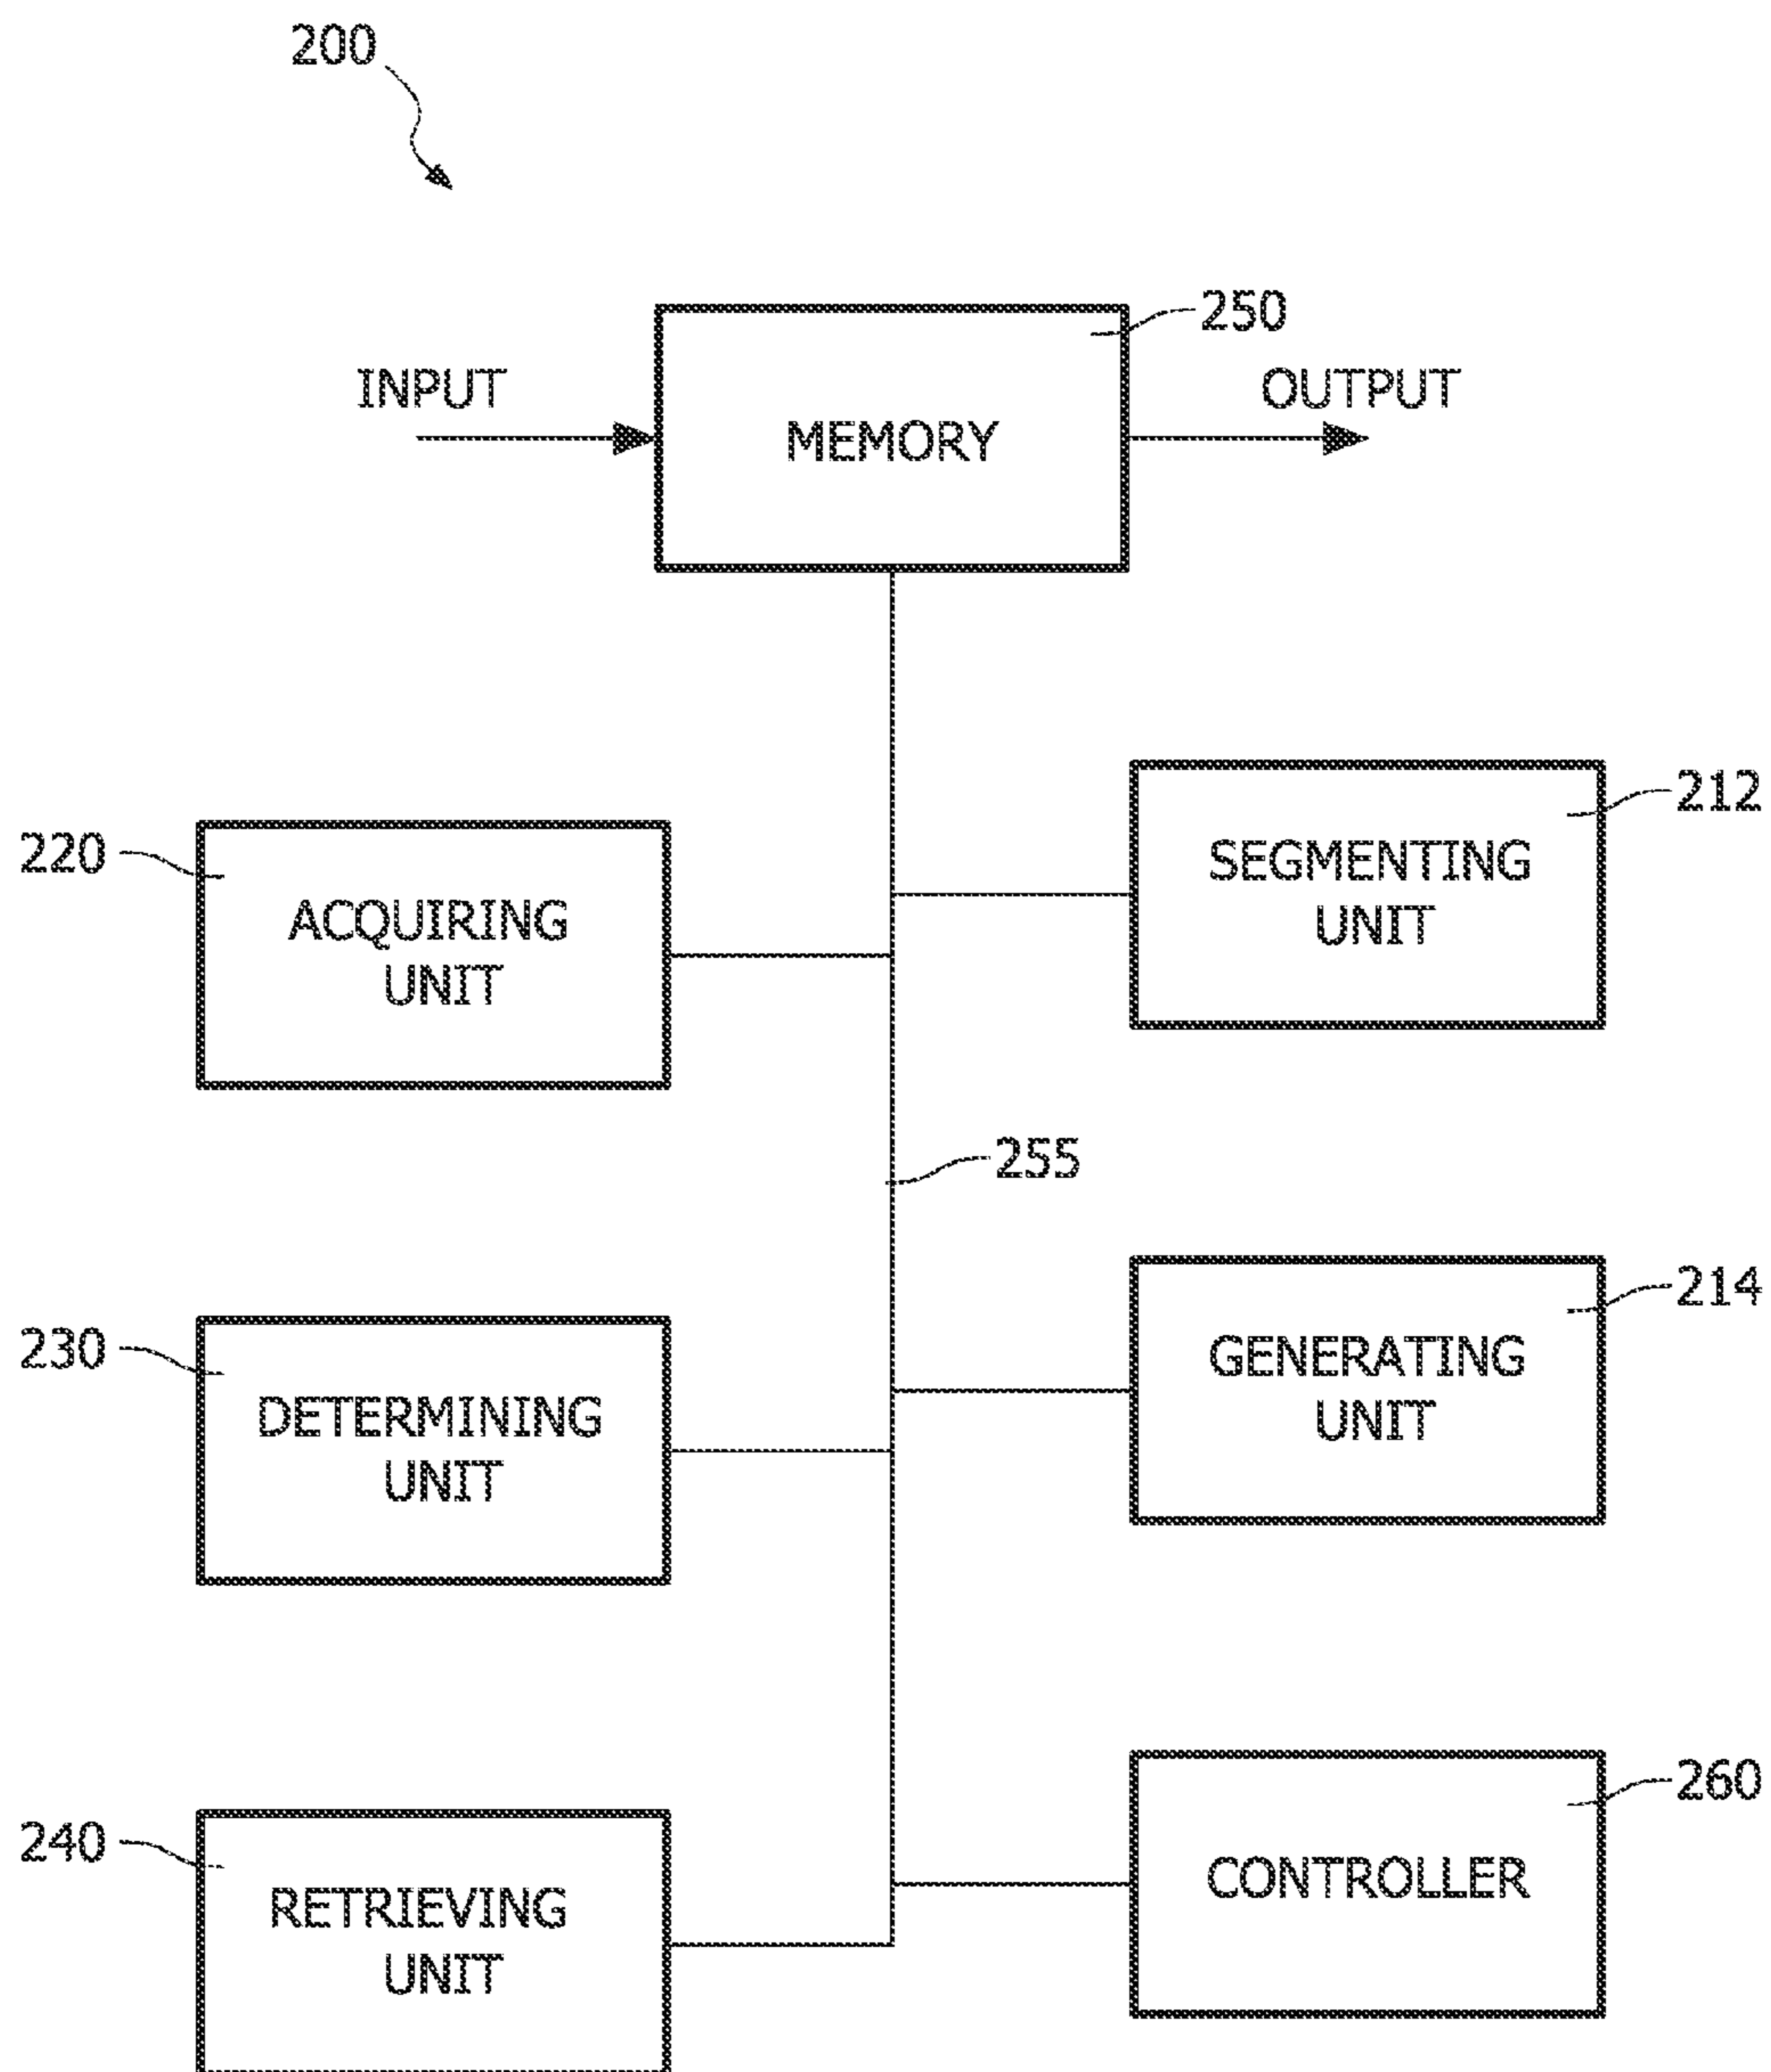 200
250
INPUT
OUTPUT
MEMORY
212
220
SEGMENTING
UNIT
ACQUIRING
UNIT
255
214
230
GENERATING
UNIT
DETERMINING
UNIT
260
240
CONTROLLER
RETRIEVING
UNIT